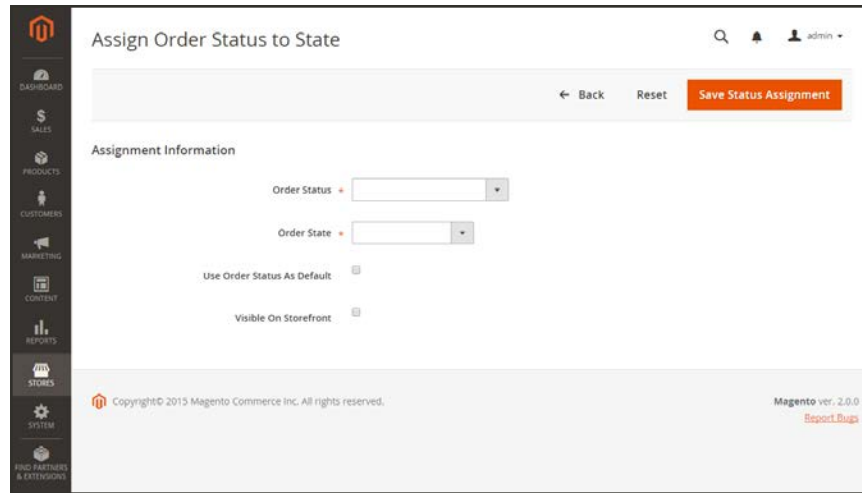 Assign Order Status to State
admin
Back
Reset
Save Status Assignment
DASHBOARD
SALES
PRODUCTS
CUSTOMERS
MARKETING
CONTENT
REPORTS
STORES
SYSTEM
FIND PARTNERS
& EXTENSIONS
Assignment Information
Order Status *
Order State *
Use Order Status As Default
Visible On Storefront
Copyright© 2015 Magento Commerce Inc. All rights reserved.
Magento ver. 2.0.0
Report Bugs